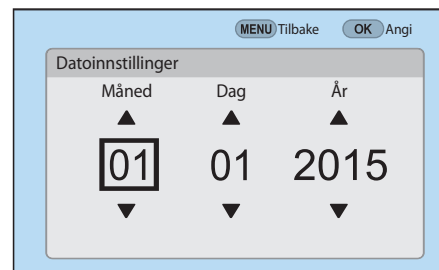 MENU Tilbake OK Angi
Datoinnstillinger
Måned Dag År
01 01 2015